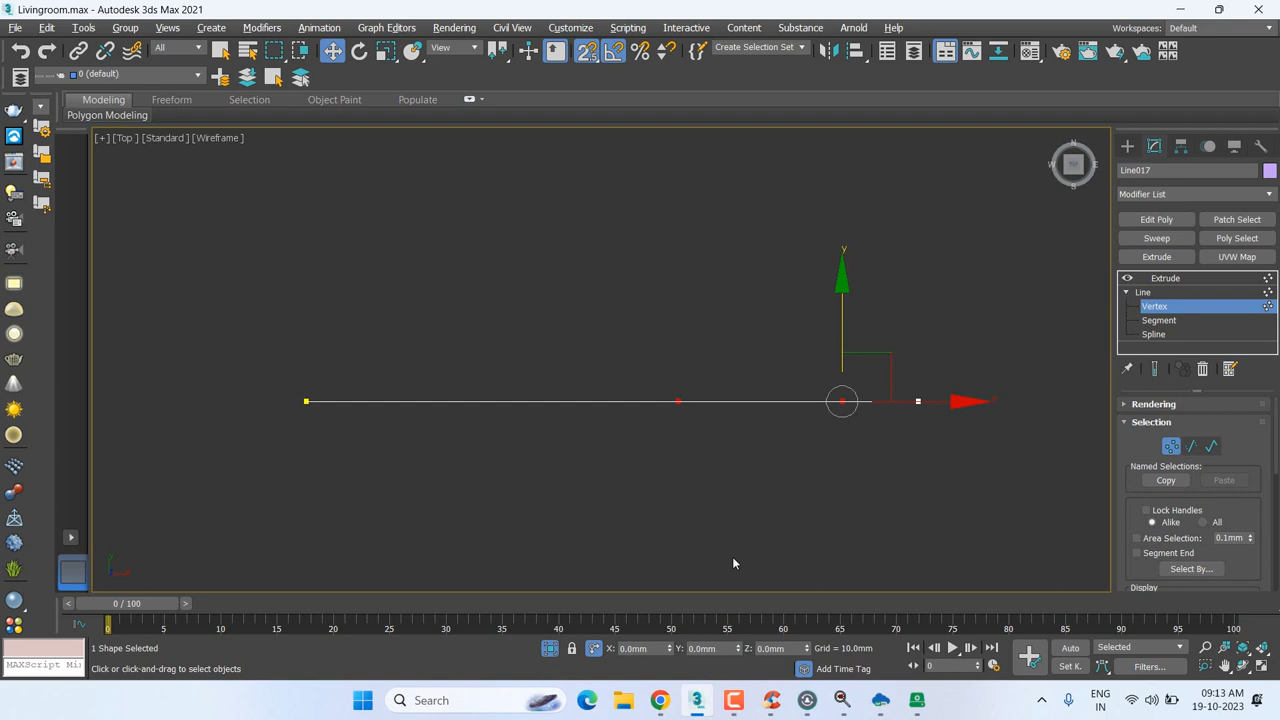 Livingroom.max - Autodesk 3ds Max 2021
File Edit Tools Group Views Create Modifiers Animation Graph Editors Rendering Civil View Customize Scripting Interactive Content Substance Arnold Help Workspaces: Default
All View Create Selection Set
0 (default)
Modeling Freeform Selection Object Paint Populate
Polygon Modeling
[+] [Top ] [Standard ] [Wireframe ]
N
W E
S
y
Line017
Modifier List
Edit Poly Patch Select
Sweep Poly Select
Extrude UVW Map
Extrude
Line
Vertex
Segment
Spline
Rendering
Selection
Named Selections:
Copy Paste
Lock Handles
Alike All
Area Selection: 0.1mm
Segment End
Select By...
Display
0 / 100
0 5 10 15 20 25 30 35 40 45 50 55 60 65 70 75 80 85 90 95 100
1 Shape Selected
X: 0.0mm Y: 0.0mm Z: 0.0mm Grid = 10.0mm
Auto Selected
MAXScript Mi
Click or click-and-drag to select objects
Add Time Tag
0
Set K. Filters...
Search
ENG
IN
09:13 AM
19-10-2023